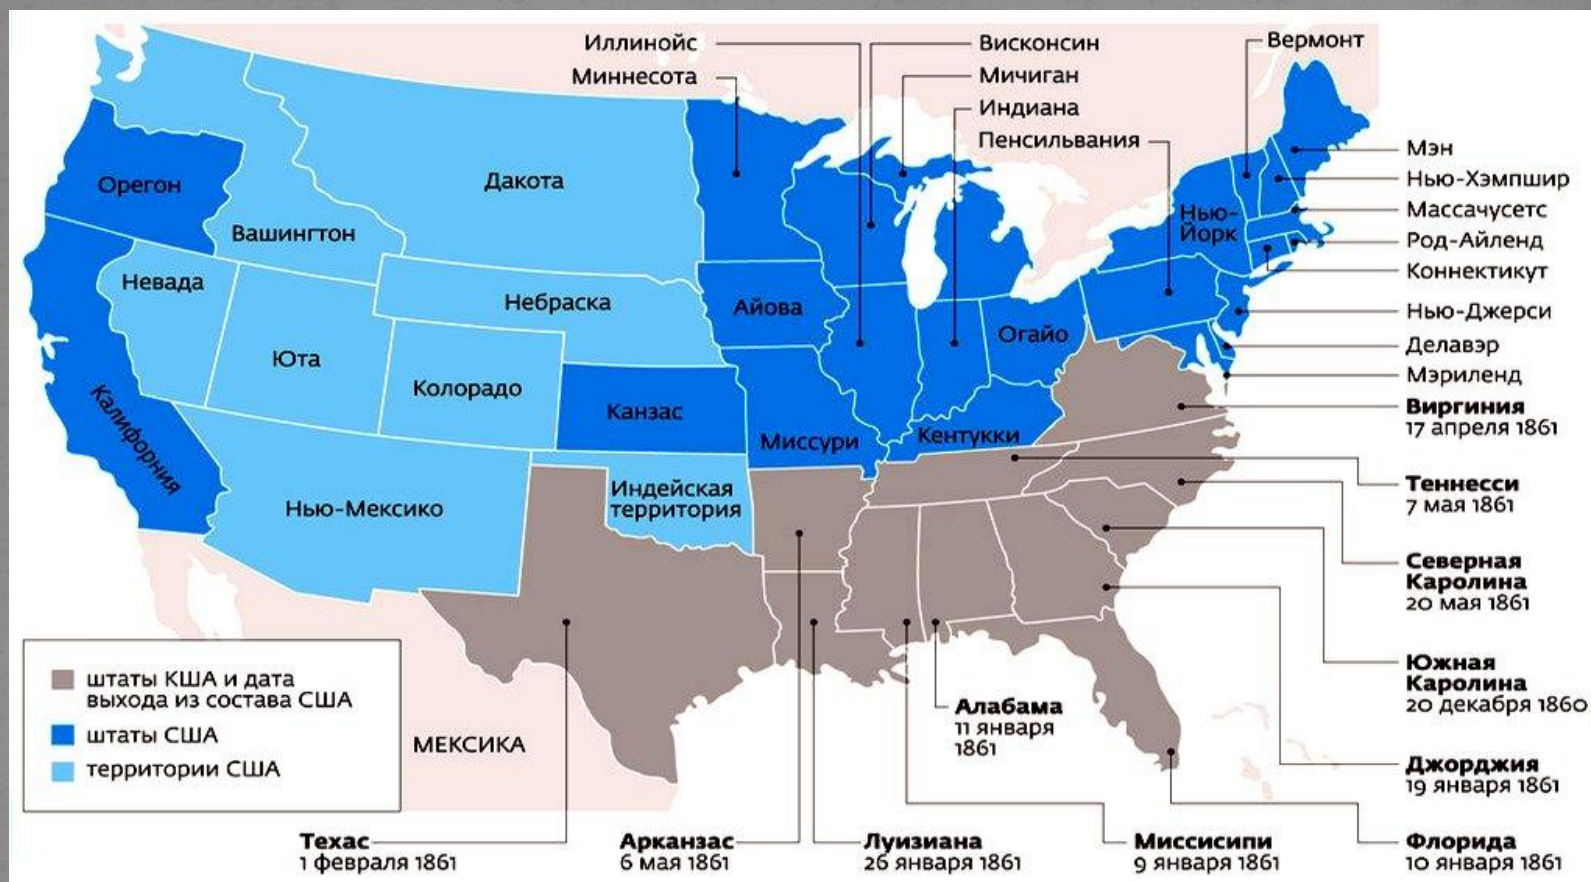 Иллинойс
Миннесота
Висконсин
Мичиган
Индиана
Пенсильвания
Вермонт
Мэн
Нью-Хэмпшир
Массачусетс
Род-Айленд
Коннектикут
Нью-Джерси
Делавэр
Мэриленд
Виргиния
17 апреля 1861
Теннесси
7 мая 1861
Северная
Каролина
20 мая 1861
Южная
Каролина
20 декабря 1860
Джорджия
19 января 1861
Флорида
10 января 1861
Орегон
Вашингтон
Дакота
Невада
Небраска
Айова
Нью-
Йорк
Огайо
Юта
Колорадо
Канзас
Миссури
Кентукки
Калифорния
Нью-Мексико
Индейская
территория
Алабама
11 января
1861
МЕКСИКА
штаты КША и дата
выхода из состава США
штаты США
территории США
Техас
1 февраля 1861
Арканзас
6 мая 1861
Луизиана
26 января 1861
Миссисипи
9 января 1861